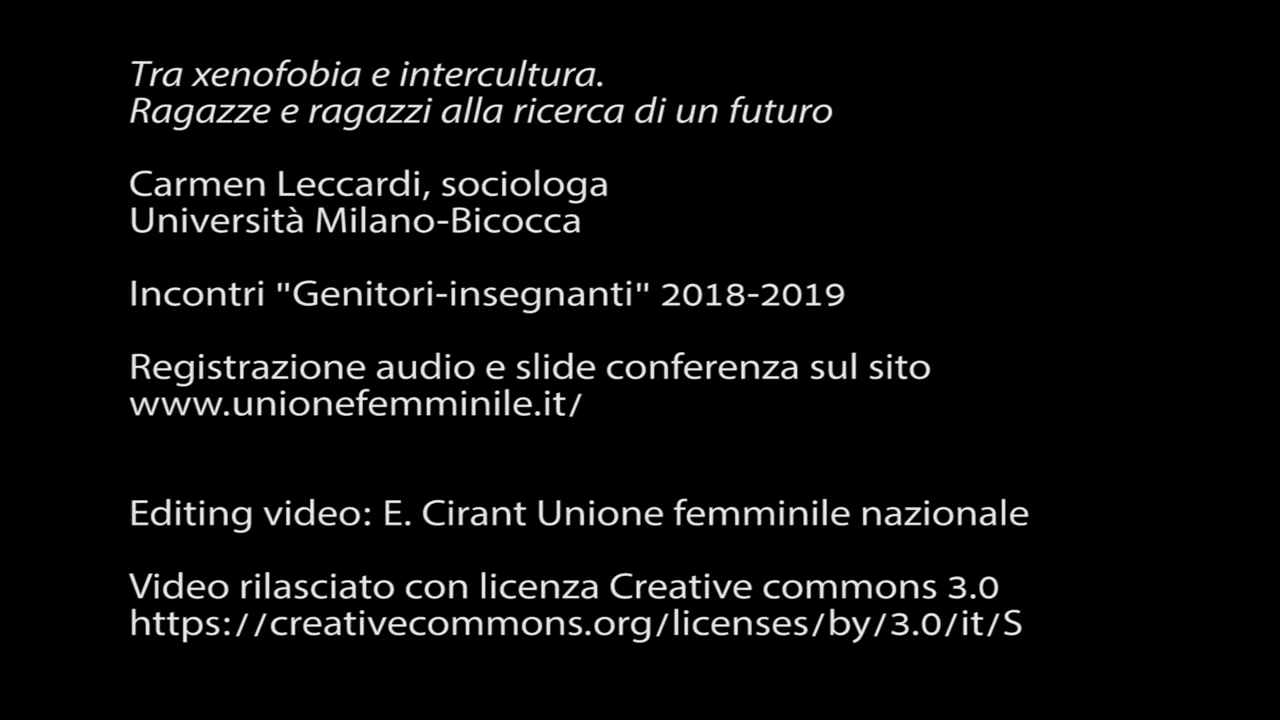 Tra xenofobia e intercultura.
Ragazze e ragazzi alla ricerca di un futuro
Carmen Leccardi, sociologa
Università Milano-Bicocca
Incontri "Genitori-insegnanti" 2018-2019
Registrazione audio e slide conferenza sul sito
www.unionefemminile.it/
Editing video: E. Cirant Unione femminile nazionale
Video rilasciato con licenza Creative commons 3.0
https://creativecommons.org/licenses/by/3.0/it/S